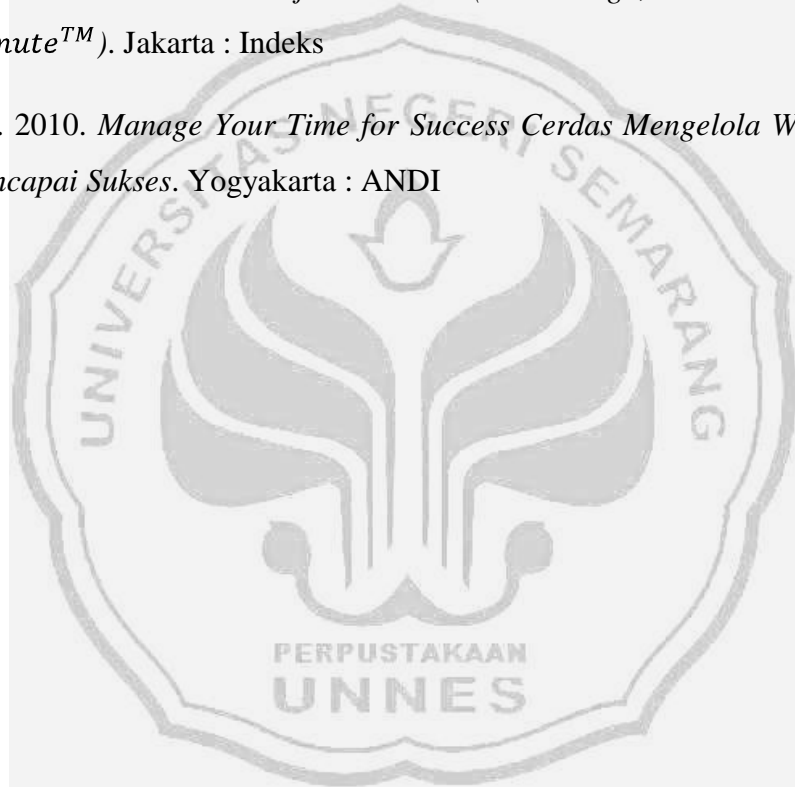 nute™). Jakarta : Indeks
. 2010. Manage Your Time for Success Cerdas Mengelola W
ncapai Sukses. Yogyakarta : ANDI
UNIVERSITAS NEGERI SEMARANG
PERPUSTAKAAN
UNNES